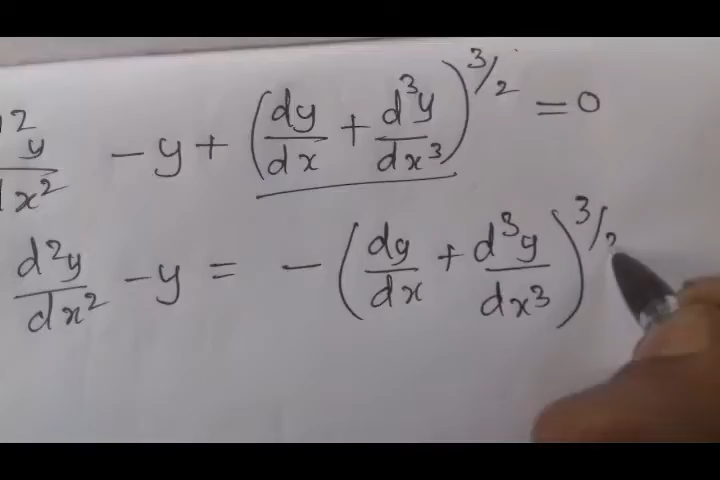 d²y/dx² - y + (dy/dx + d³y/dx³)^3/2 = 0
d²y/dx² - y = - (dy/dx + d³y/dx³)^3/2